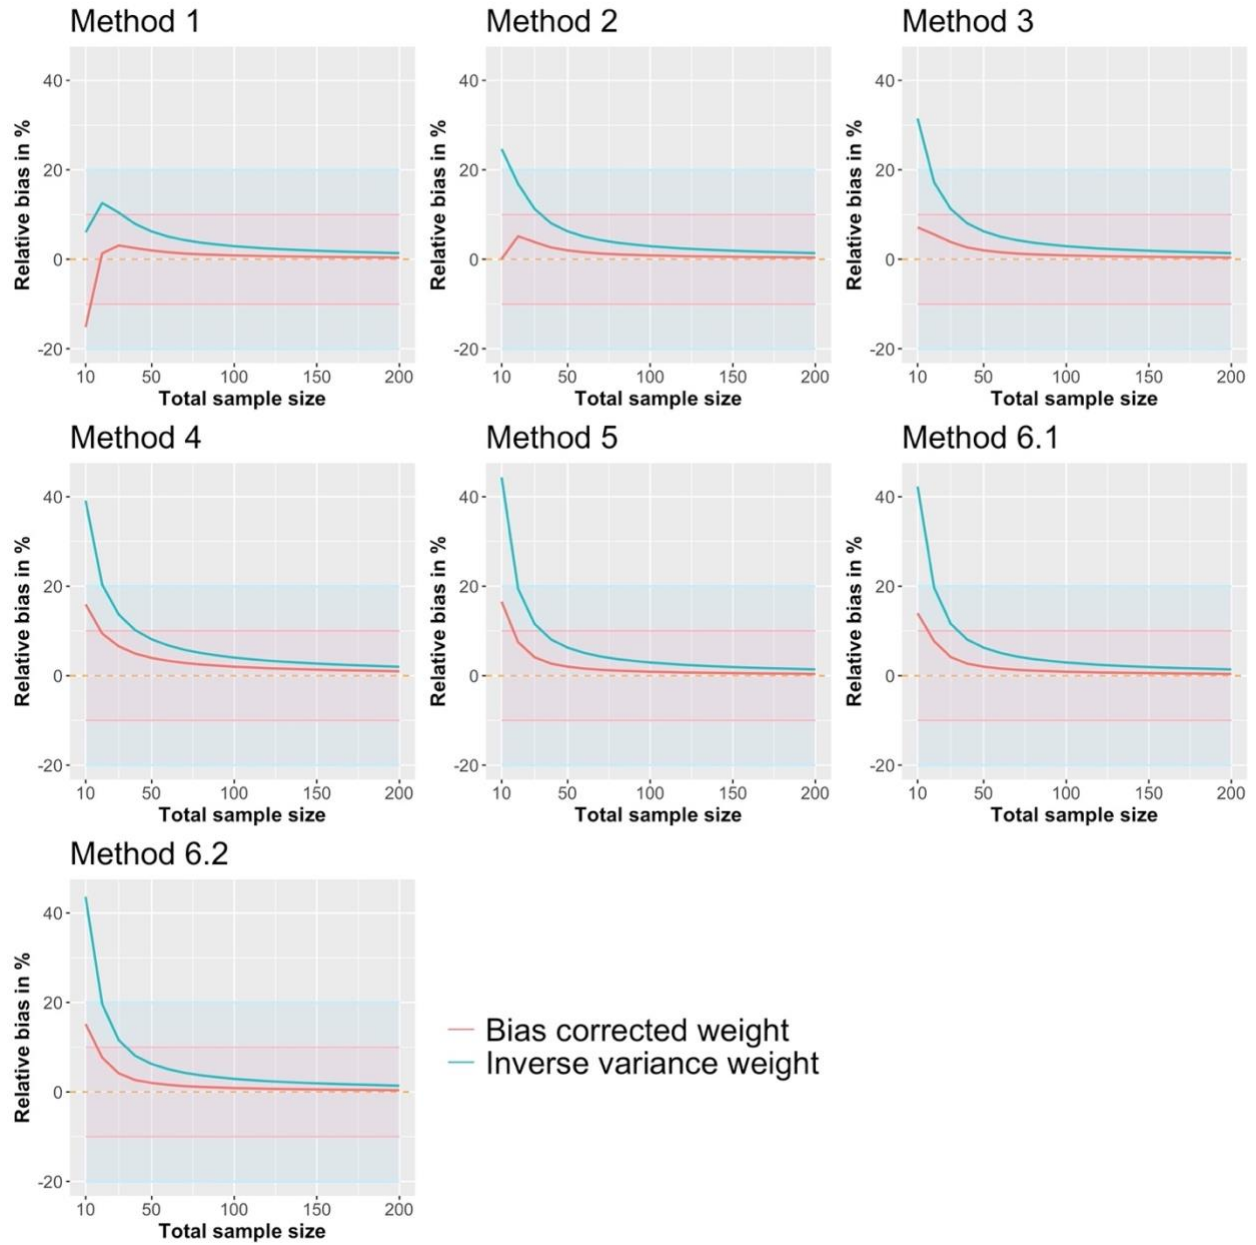 Method 1
Method 2
Method 3
Relative bias in %
40
20
0
-20
10 50 100 150 200
Total sample size
Relative bias in %
40
20
0
-20
10 50 100 150 200
Total sample size
Relative bias in %
40
20
0
-20
10 50 100 150 200
Total sample size
Method 4
Method 5
Method 6.1
Relative bias in %
40
20
0
-20
10 50 100 150 200
Total sample size
Relative bias in %
40
20
0
-20
10 50 100 150 200
Total sample size
Relative bias in %
40
20
0
-20
10 50 100 150 200
Total sample size
Method 6.2
Relative bias in %
40
20
0
-20
10 50 100 150 200
Total sample size
Bias corrected weight
Inverse variance weight